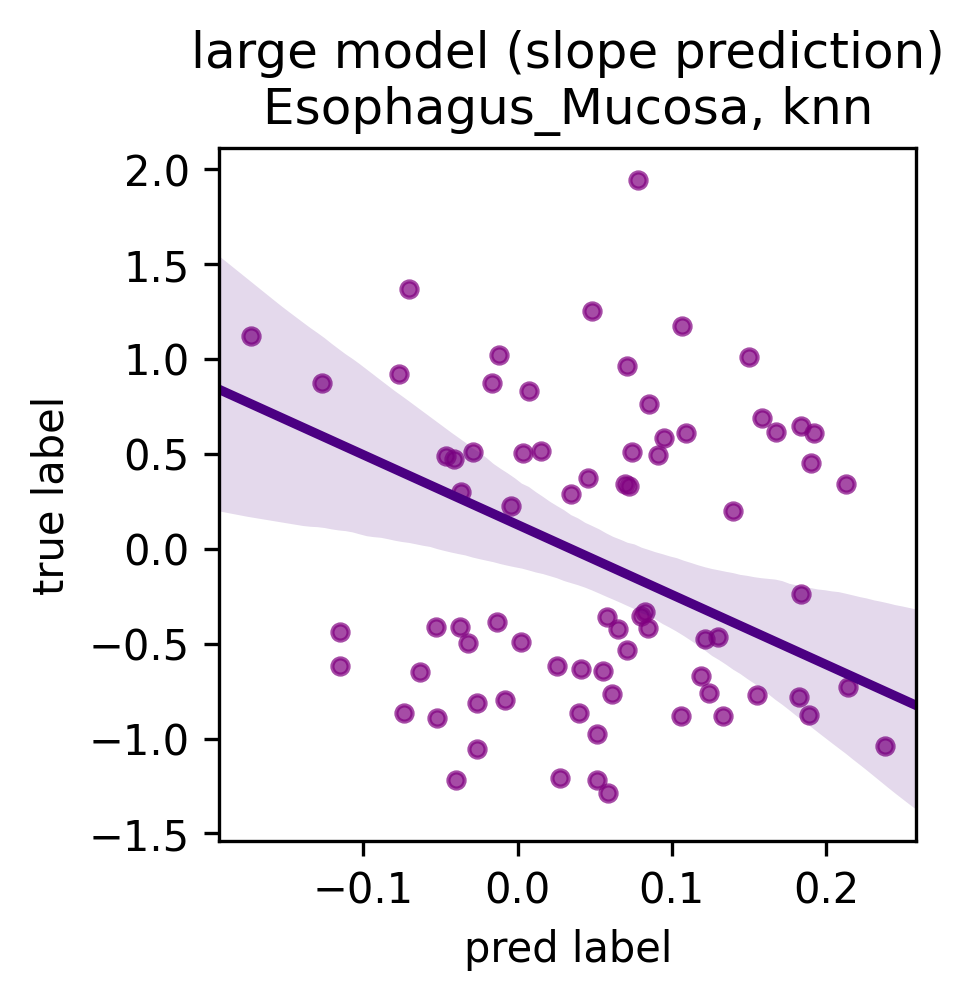 large model (slope prediction)
Esophagus_Mucosa, knn
2.0
1.5
1.0
0.5
0.0
−0.5
−1.0
−1.5
true label
−0.1 0.0 0.1 0.2
pred label